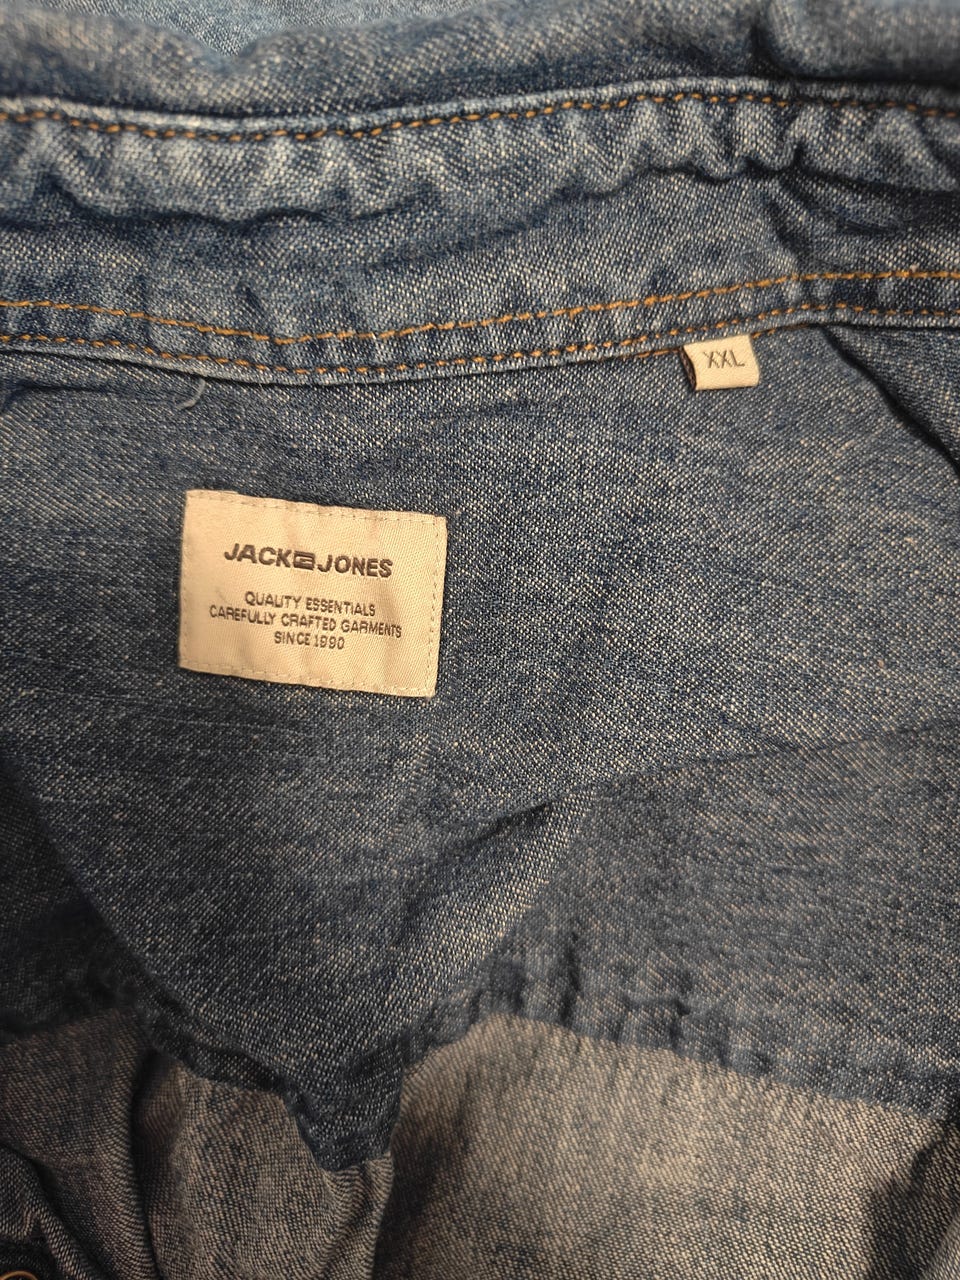 XXL
JACK & JONES
QUALITY ESSENTIALS
CAREFULLY CRAFTED GARMENTS
SINCE 1990